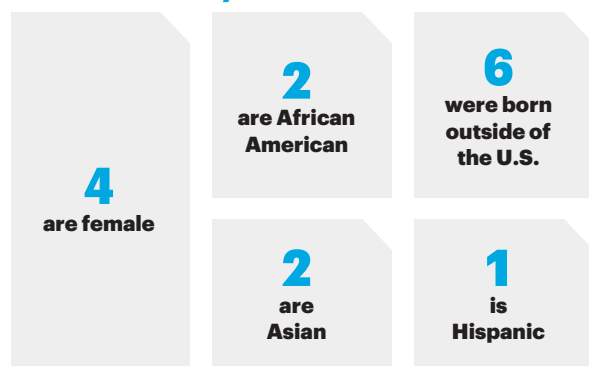 4
are female
2
are African
American
6
were born
outside of
the U.S.
2
are
Asian
1
is
Hispanic